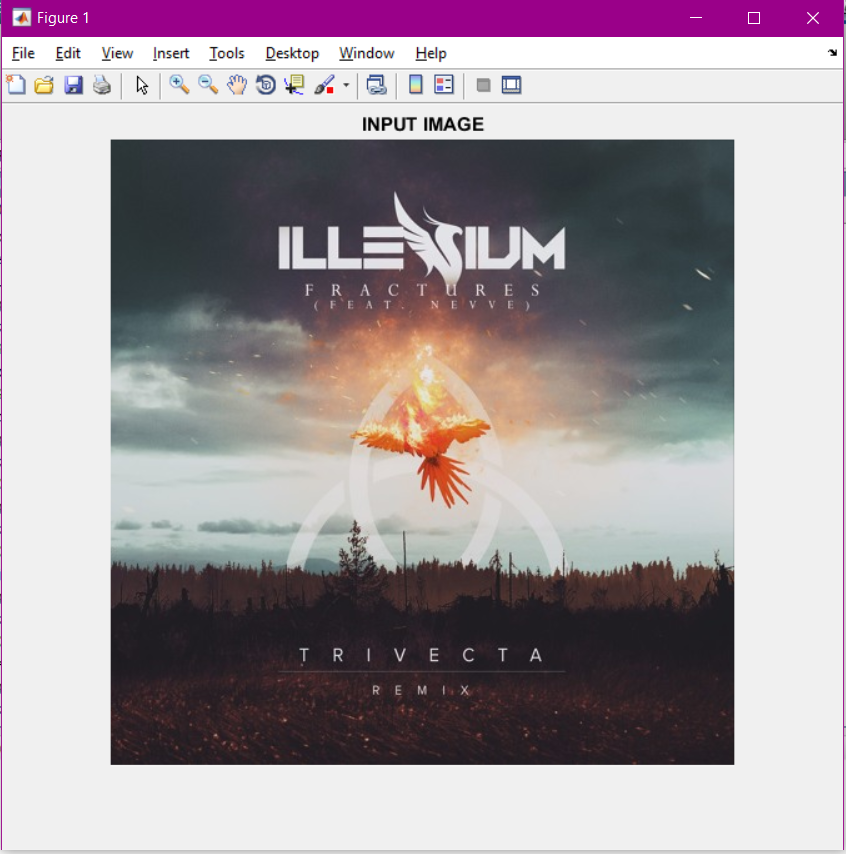 Figure 1
File Edit View Insert Tools Desktop Window Help
INPUT IMAGE
ILLENIUM
FRACTURES
(FEAT. NEVVE)
TRIVECTA
REMIX